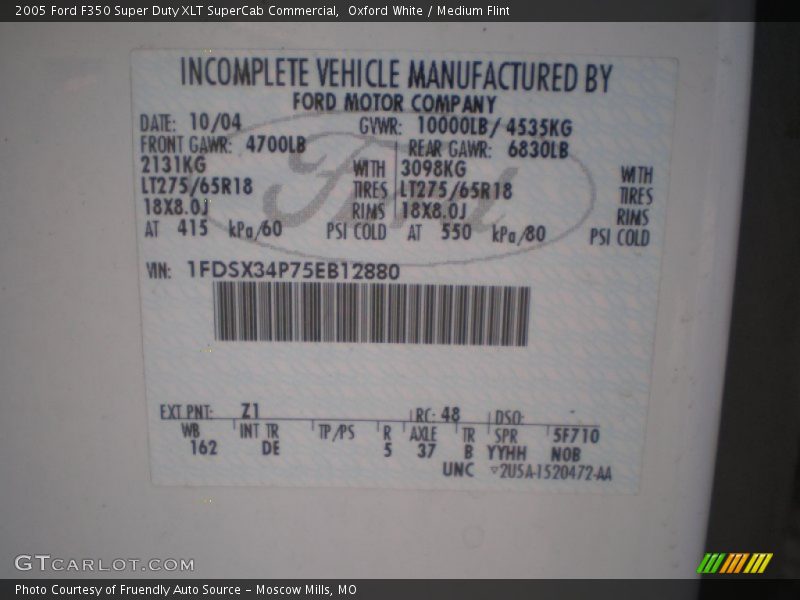 2005 Ford F350 Super Duty XLT SuperCab Commercial,  Oxford White / Medium Flint
INCOMPLETE VEHICLE MANUFACTURED BY
FORD MOTOR COMPANY
DATE: 10/04 GVWR: 10000LB/ 4535KG
FRONT GAWR: 4700LB REAR GAWR: 6830LB
2131KG WITH 3098KG WITH
LT275/65R18 TIRES LT275/65R18 TIRES
18X8.0J RIMS 18X8.0J RIMS
AT 415 kPa/60 PSI COLD AT 550 kPa/80 PSI COLD
Ford
VIN: 1FDSX34P75EB12880
EXT PNT: Z1 RC: 48 DSO:
WB INT TR TP/PS R AXLE TR SPR 5F710
162 DE 5 37 B YYHH N0B
UNC ▽2U5A-1520472-AA
GTCARLOT.COM
Photo Courtesy of Fruendly Auto Source – Moscow Mills, MO